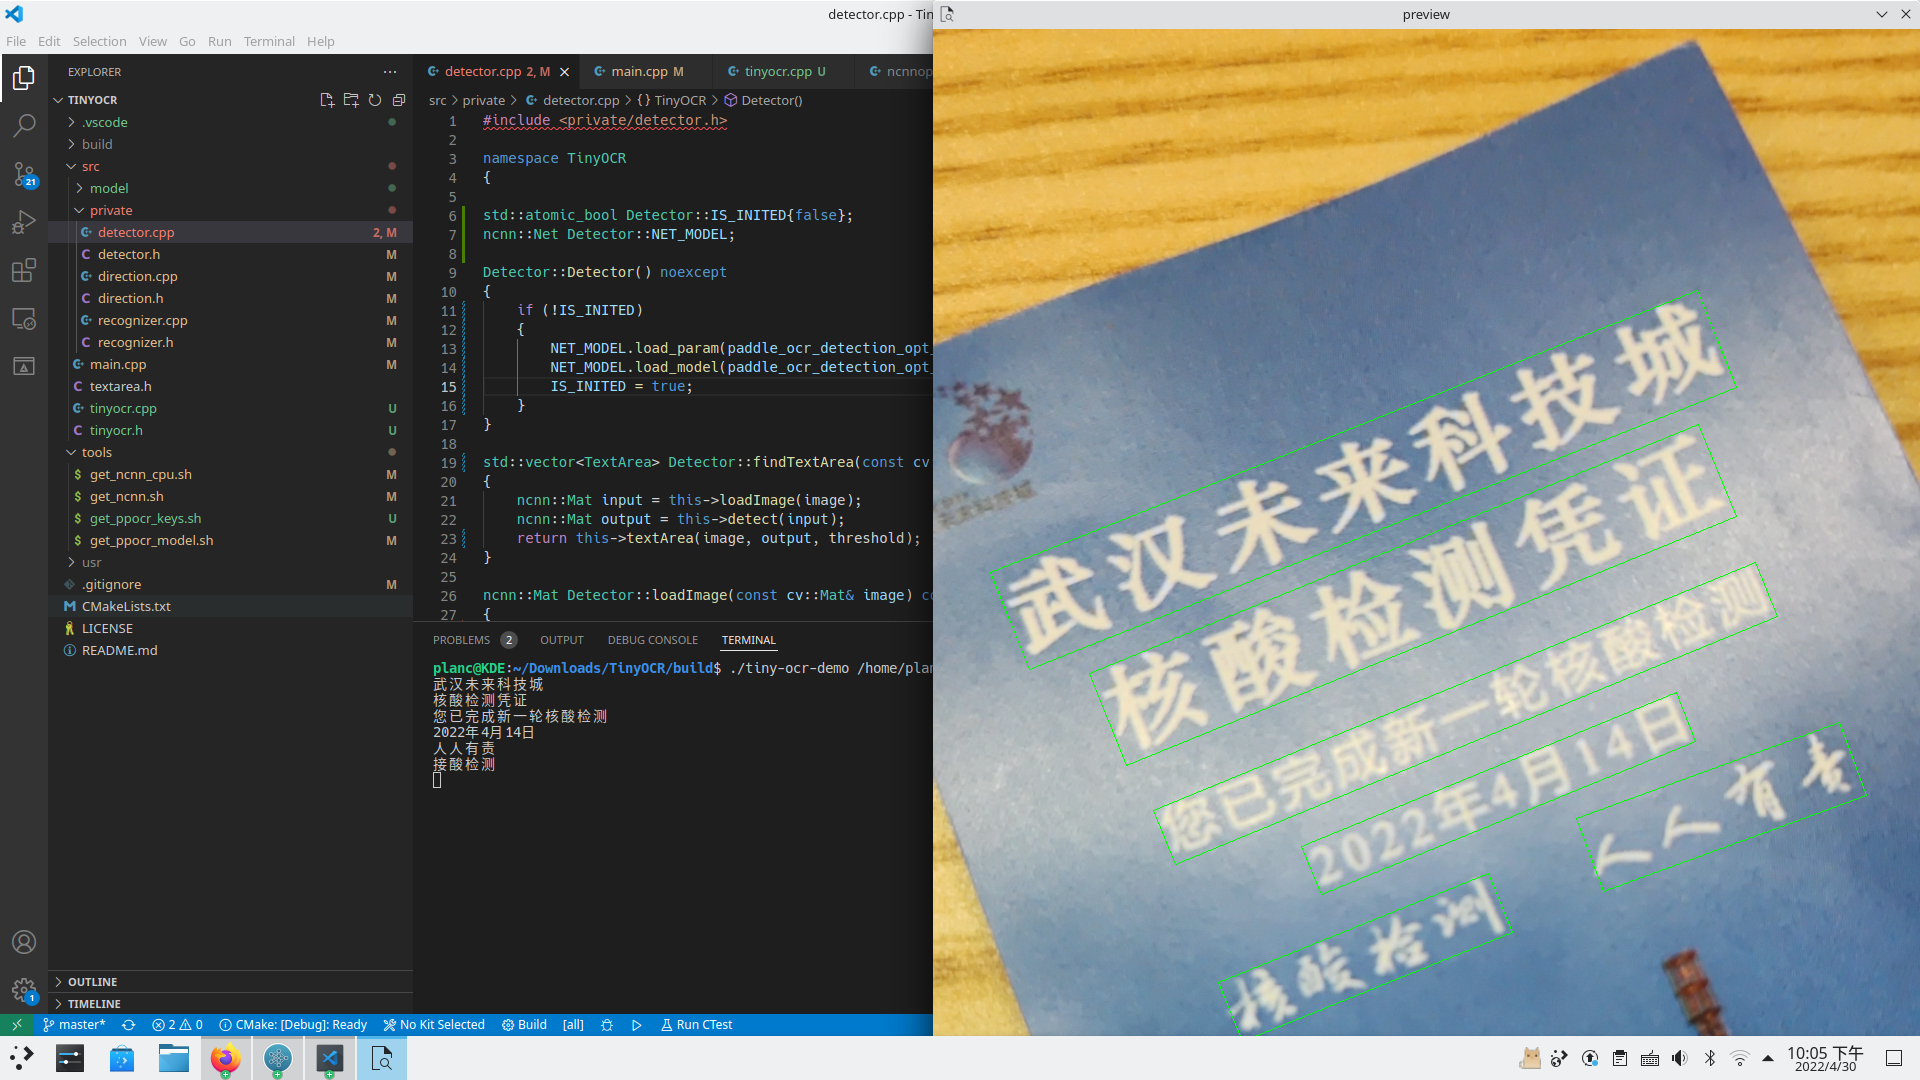 detector.cpp - Tin
File Edit Selection View Go Run Terminal Help
EXPLORER
TINYOCR
.vscode
build
src
model
private
detector.cpp 2, M
detector.h M
direction.cpp M
direction.h M
recognizer.cpp M
recognizer.h M
main.cpp M
textarea.h
tinyocr.cpp U
tinyocr.h U
tools
get_ncnn_cpu.sh M
get_ncnn.sh M
get_ppocr_keys.sh U
get_ppocr_model.sh M
usr
.gitignore M
CMakeLists.txt
LICENSE
README.md
OUTLINE
TIMELINE
21
1
detector.cpp 2, M main.cpp M tinyocr.cpp U ncnnop
src > private > detector.cpp > {} TinyOCR > Detector()
1 #include <private/detector.h>
2
3 namespace TinyOCR
4 {
5
6 std::atomic_bool Detector::IS_INITED{false};
7 ncnn::Net Detector::NET_MODEL;
8
9 Detector::Detector() noexcept
10 {
11 if (!IS_INITED)
12 {
13 NET_MODEL.load_param(paddle_ocr_detection_opt_
14 NET_MODEL.load_model(paddle_ocr_detection_opt_
15 IS_INITED = true;
16 }
17 }
18
19 std::vector<TextArea> Detector::findTextArea(const cv
20 {
21 ncnn::Mat input = this->loadImage(image);
22 ncnn::Mat output = this->detect(input);
23 return this->textArea(image, output, threshold);
24 }
25
26 ncnn::Mat Detector::loadImage(const cv::Mat& image) co
27 {
PROBLEMS 2 OUTPUT DEBUG CONSOLE TERMINAL
planc@KDE:~/Downloads/TinyOCR/build$ ./tiny-ocr-demo /home/plan
武汉未来科技城
核酸检测凭证
您已完成新一轮核酸检测
2022年4月14日
人人有责
接酸检测
preview
武汉未来科技城
核酸检测凭证
您已完成新一轮核酸检测
2022年4月14日
人人有责
核酸检测
master* 2 0 CMake: [Debug]: Ready No Kit Selected Build [all] Run CTest
10:05 下午
2022/4/30